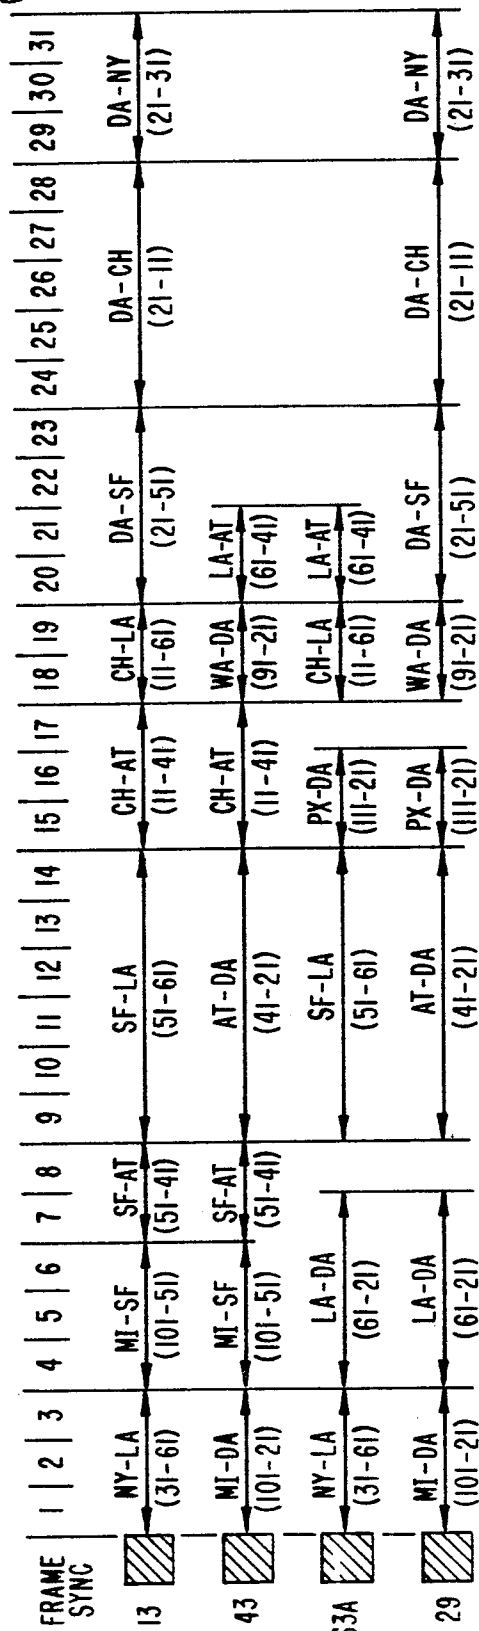 FRAME SYNC | 1 | 2 | 3 | 4 | 5 | 6 | 7 | 8 | 9 | 10 | 11 | 12 | 13 | 14 | 15 | 16 | 17 | 18 | 19 | 20 | 21 | 22 | 23 | 24 | 25 | 26 | 27 | 28 | 29 | 30 | 31
13 NY-LA MI-SF SF-AT SF-LA CH-AT CH-LA DA-SF DA-CH DA-NY
(31-61) (101-51) (51-41) (51-61) (11-41) (11-61) (21-51) (21-11) (21-31)
43 MI-DA MI-SF SF-AT AT-DA CH-AT WA-DA LA-AT
(101-21) (101-51) (51-41) (41-21) (11-41) (91-21) (61-41)
63A NY-LA LA-DA SF-LA PX-DA CH-LA LA-AT
(31-61) (61-21) (51-61) (111-21) (11-61) (61-41)
29 MI-DA LA-DA AT-DA PX-DA WA-DA DA-SF DA-CH DA-NY
(101-21) (61-21) (41-21) (111-21) (91-21) (21-51) (21-11) (21-31)